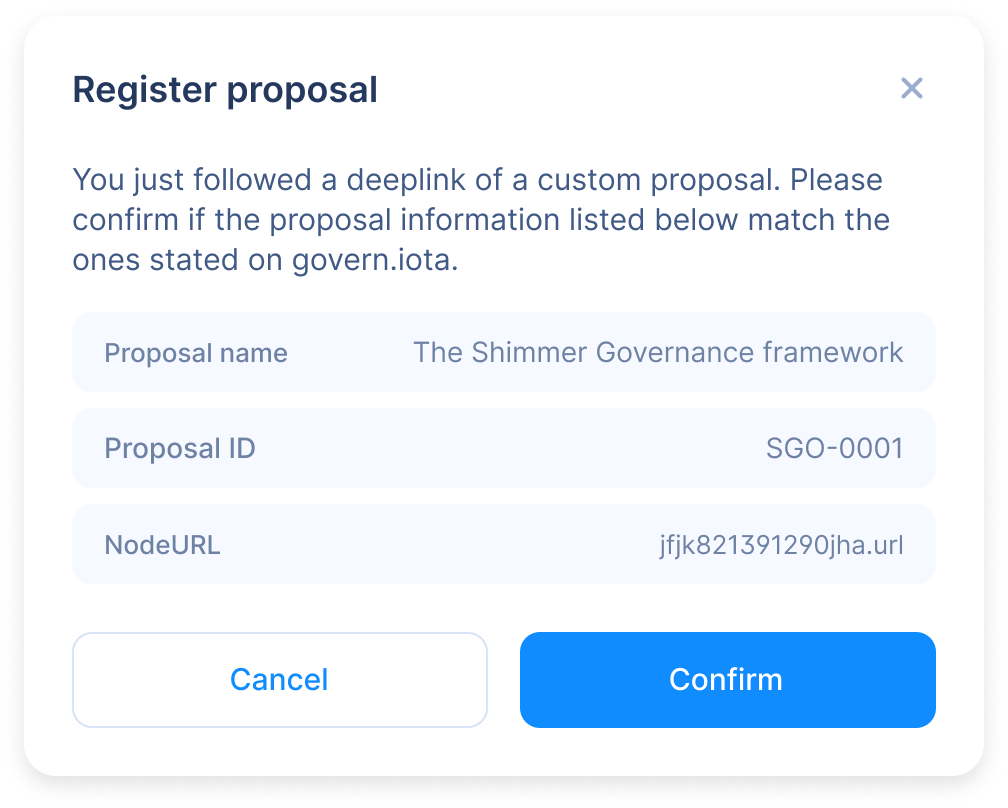 Register proposal
You just followed a deeplink of a custom proposal. Please
confirm if the proposal information listed below match the
ones stated on govern.iota.
Proposal name The Shimmer Governance framework
Proposal ID SGO-0001
NodeURL jfjk821391290jha.url
Cancel Confirm